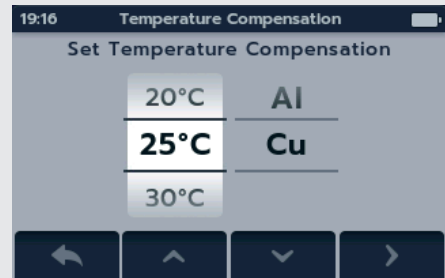 19:16 Temperature Compensation
Set Temperature Compensation
20°C Al
25°C Cu
30°C